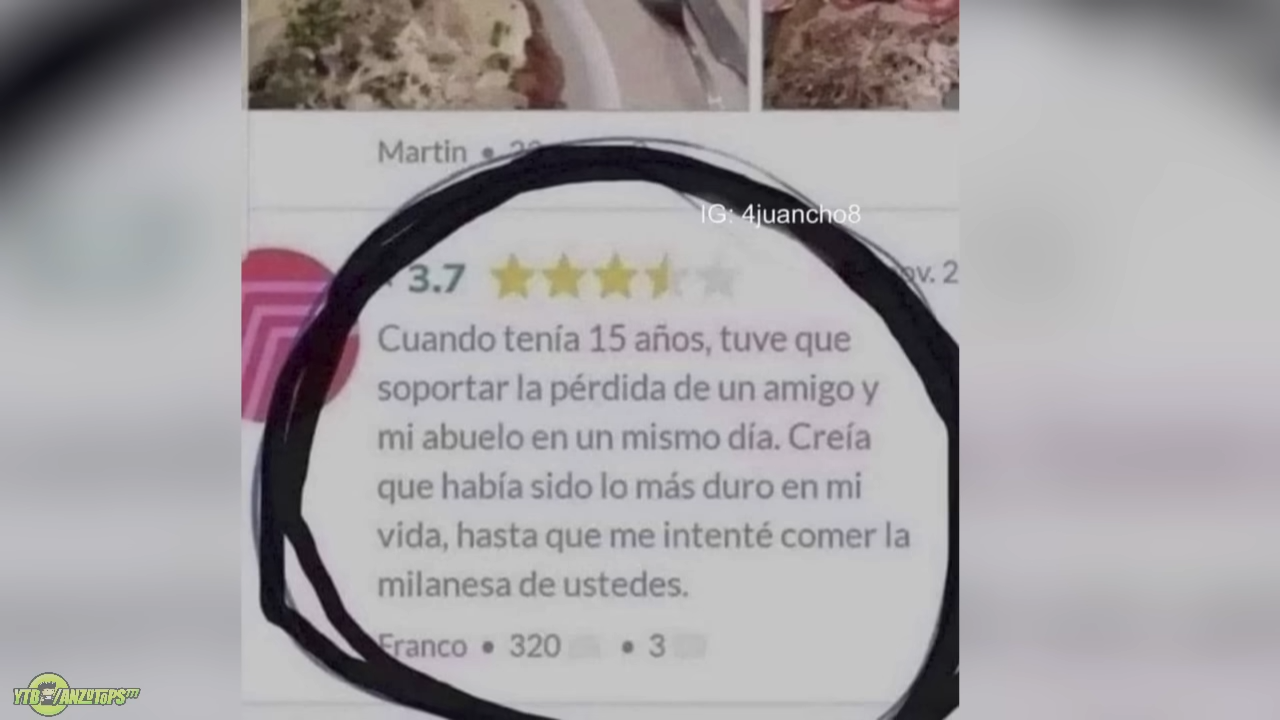 Martin •
IG: 4juancho8
3.7
ov. 2
Cuando tenía 15 años, tuve que
soportar la pérdida de un amigo y
mi abuelo en un mismo día. Creía
que había sido lo más duro en mi
vida, hasta que me intenté comer la
milanesa de ustedes.
Franco • 320 • 3